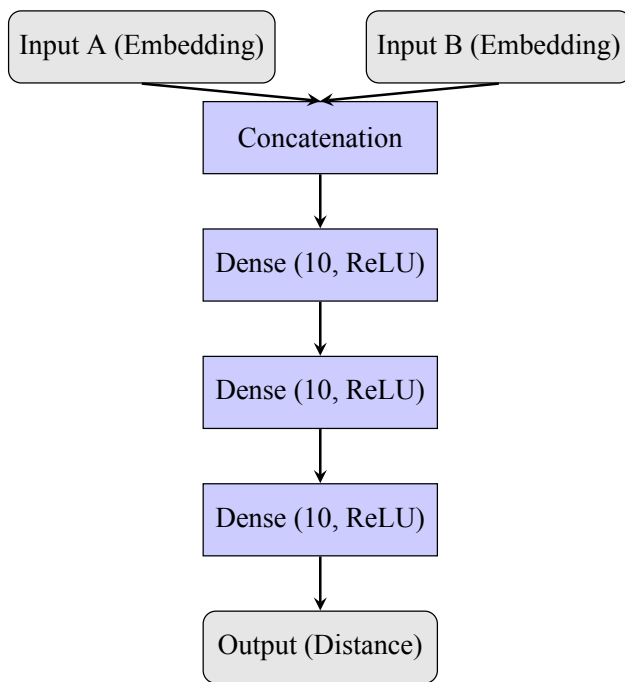 Input A (Embedding)
Input B (Embedding)
Concatenation
Dense (10, ReLU)
Dense (10, ReLU)
Dense (10, ReLU)
Output (Distance)